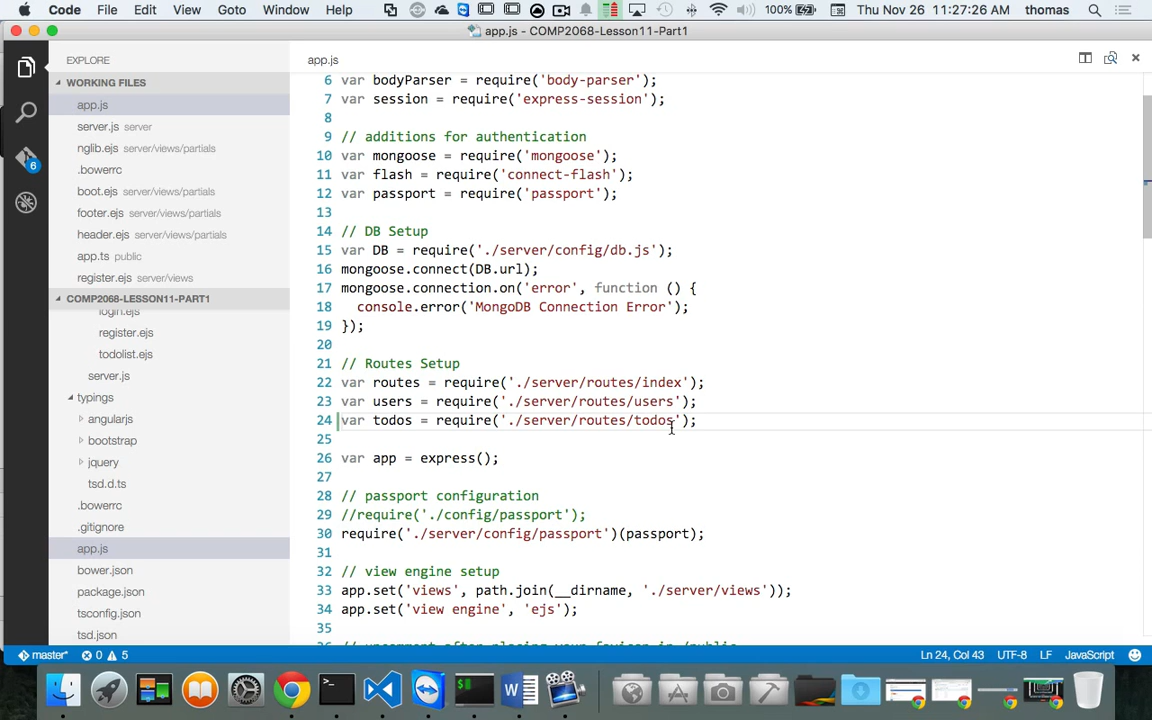 Code File Edit View Goto Window Help 100% Thu Nov 26 11:27:26 AM thomas
app.js - COMP2068-Lesson11-Part1
EXPLORE
WORKING FILES
app.js
server.js server
nglib.ejs server/views/partials
.bowerrc
boot.ejs server/views/partials
footer.ejs server/views/partials
header.ejs server/views/partials
app.ts public
register.ejs server/views
COMP2068-LESSON11-PART1
login.ejs
register.ejs
todolist.ejs
server.js
typings
angularjs
bootstrap
jquery
tsd.d.ts
.bowerrc
.gitignore
app.js
bower.json
package.json
tsconfig.json
tsd.json
6
app.js
6 var bodyParser = require('body-parser');
7 var session = require('express-session');
8
9 // additions for authentication
10 var mongoose = require('mongoose');
11 var flash = require('connect-flash');
12 var passport = require('passport');
13
14 // DB Setup
15 var DB = require('./server/config/db.js');
16 mongoose.connect(DB.url);
17 mongoose.connection.on('error', function () {
18 console.error('MongoDB Connection Error');
19 });
20
21 // Routes Setup
22 var routes = require('./server/routes/index');
23 var users = require('./server/routes/users');
24 var todos = require('./server/routes/todos');
25
26 var app = express();
27
28 // passport configuration
29 //require('./config/passport');
30 require('./server/config/passport')(passport);
31
32 // view engine setup
33 app.set('views', path.join(__dirname, './server/views'));
34 app.set('view engine', 'ejs');
35
36 // uncomment after placing your favicon in /public
master* 0 5 Ln 24, Col 43 UTF-8 LF JavaScript